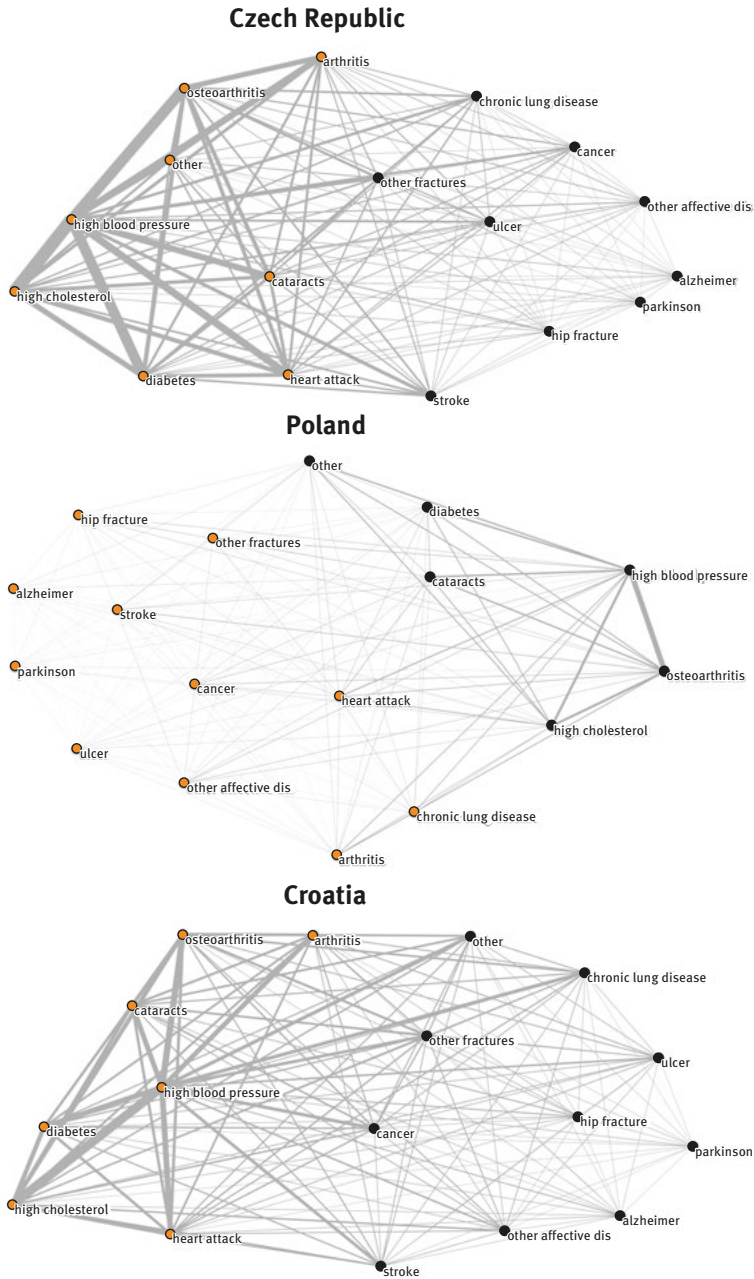 Czech Republic
arthritis
osteoarthritis
chronic lung disease
cancer
other
other fractures
other affective dis
high blood pressure
ulcer
cataracts
alzheimer
high cholesterol
parkinson
hip fracture
diabetes
heart attack
stroke
Poland
other
diabetes
hip fracture
other fractures
high blood pressure
cataracts
alzheimer
stroke
parkinson
osteoarthritis
cancer
heart attack
high cholesterol
ulcer
other affective dis
chronic lung disease
arthritis
Croatia
osteoarthritis
arthritis
other
chronic lung disease
cataracts
other fractures
ulcer
high blood pressure
hip fracture
diabetes
cancer
parkinson
high cholesterol
alzheimer
heart attack
other affective dis
stroke